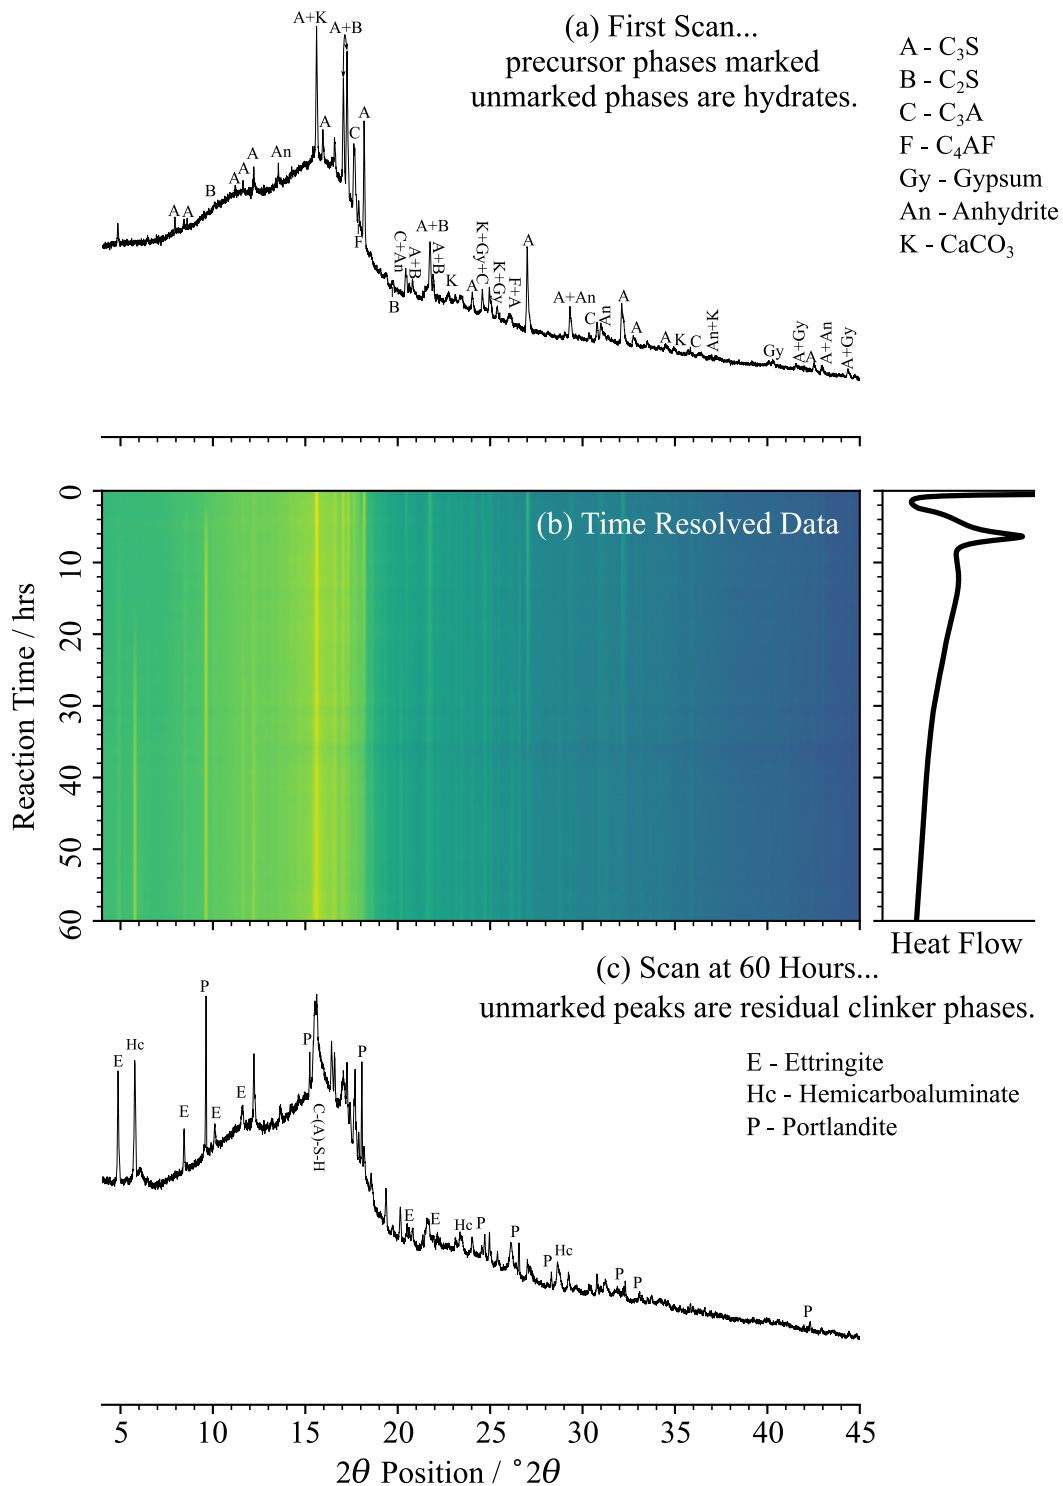 (a) First Scan...
precursor phases marked
unmarked phases are hydrates.
A - C₃S
B - C₂S
C - C₃A
F - C₄AF
Gy - Gypsum
An - Anhydrite
K - CaCO₃
A+K
A+B
A
C
A
A
An
A
A
B
A
A
F
B
C+An
A+B
A+B
A+B
K
A
K+Gy+C
K+Gy
F+A
A
A+An
C
An
A
A
A
K
C
An+K
Gy
A+Gy
A
A+An
A+Gy
(b) Time Resolved Data
Reaction Time / hrs
0
10
20
30
40
50
60
Heat Flow
(c) Scan at 60 Hours...
unmarked peaks are residual clinker phases.
E - Ettringite
Hc - Hemicarboaluminate
P - Portlandite
E
Hc
E
P
E
E
P
C-(A)-S-H
P
E
E
Hc
P
P
P
Hc
P
P
P
5 10 15 20 25 30 35 40 45
2θ Position / °2θ